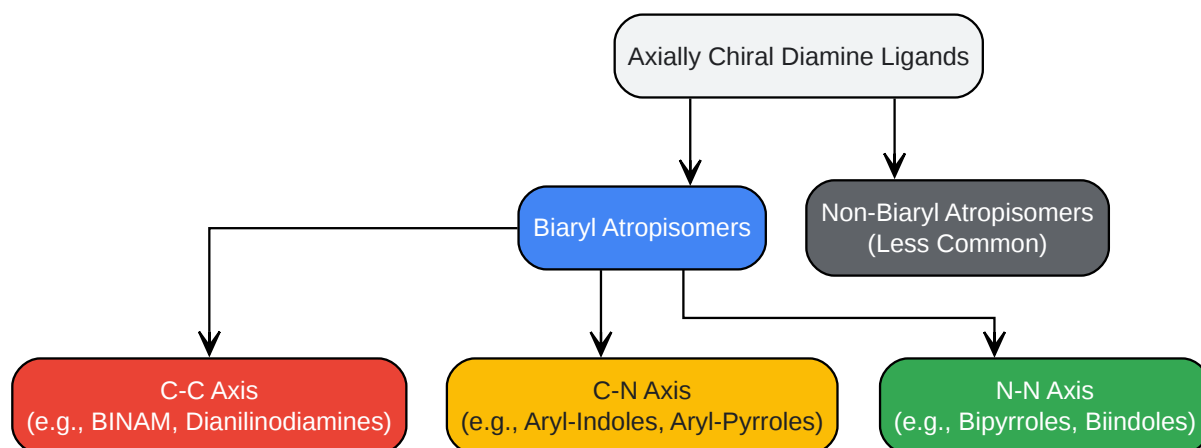 Axially Chiral Diamine Ligands
Biaryl Atropisomers
Non-Biaryl Atropisomers
(Less Common)
C-C Axis
(e.g., BINAM, Dianilinodiamines)
C-N Axis
(e.g., Aryl-Indoles, Aryl-Pyrroles)
N-N Axis
(e.g., Bipyrroles, Biindoles)